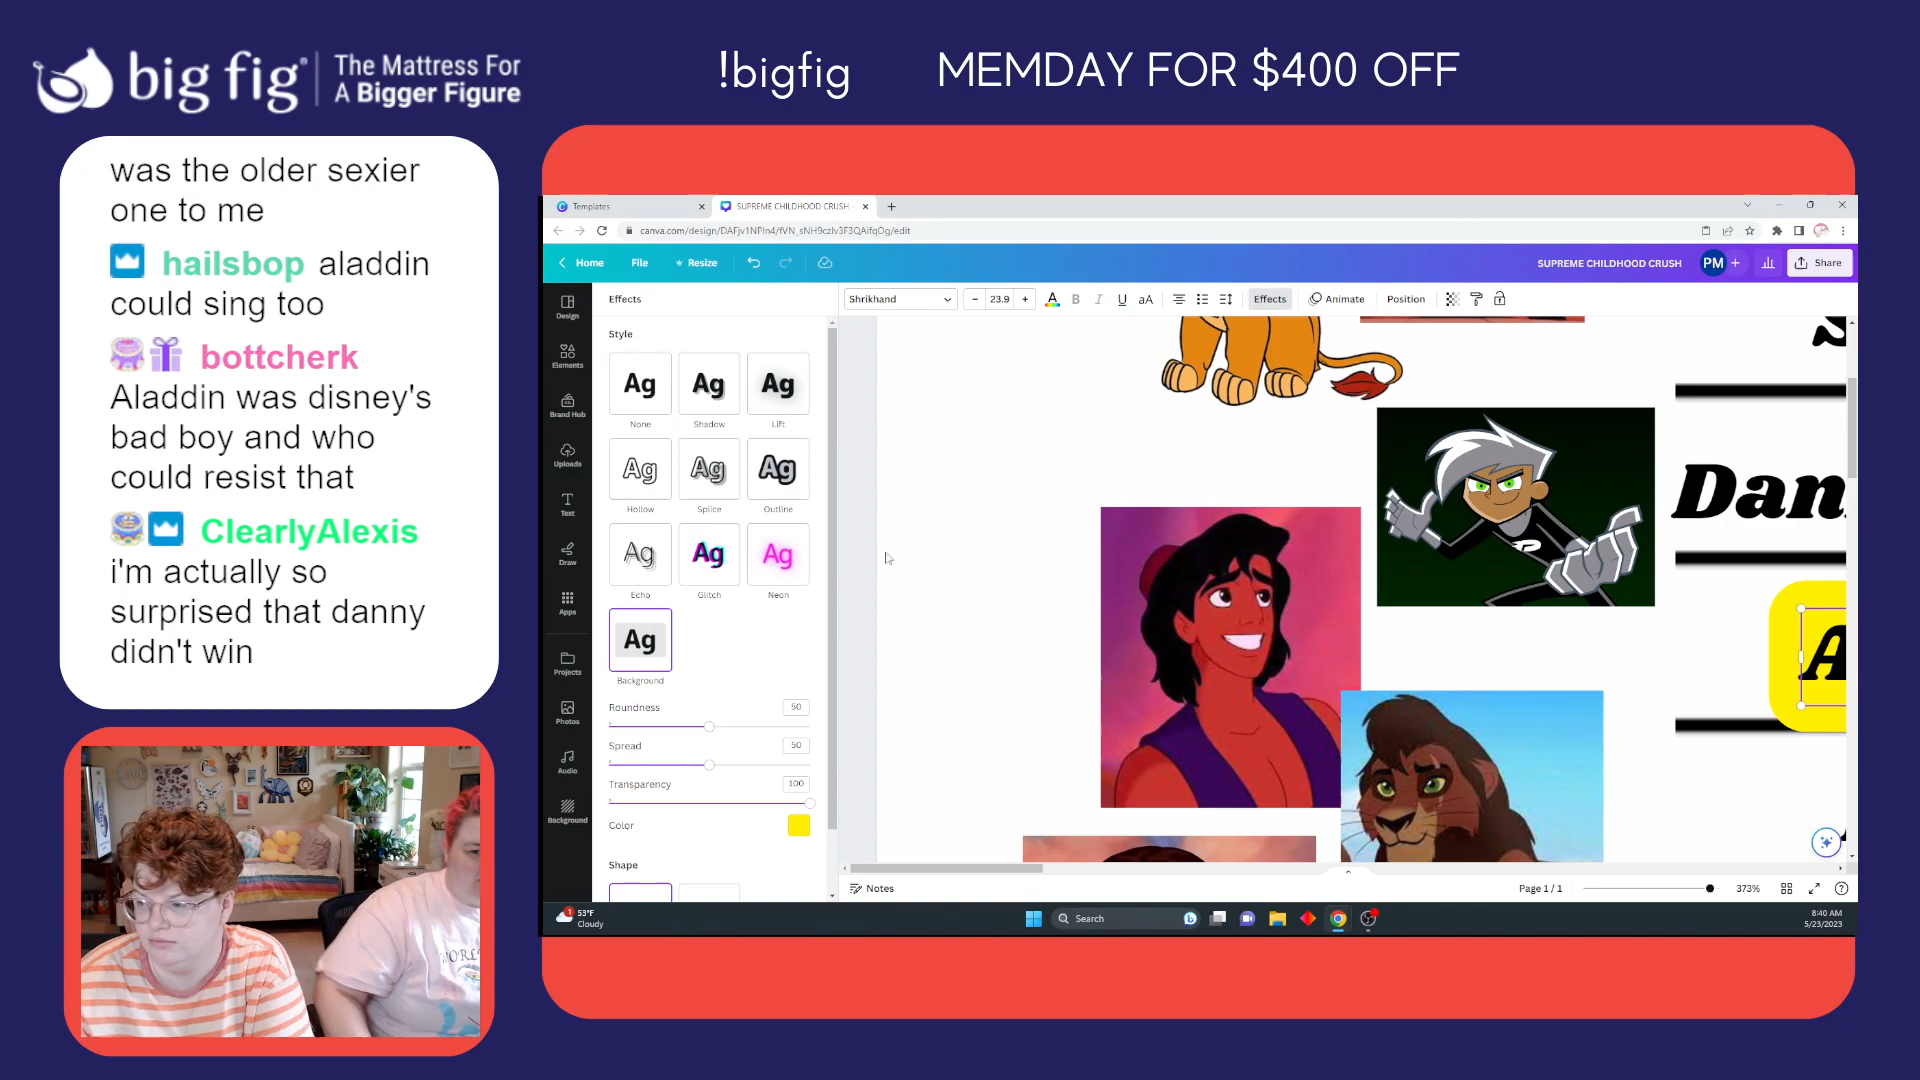 big fig
The Mattress For
A Bigger Figure
!bigfig
MEMDAY FOR $400 OFF
was the older sexier
one to me
hailsbop aladdin
could sing too
bottcherk
Aladdin was disney's
bad boy and who
could resist that
ClearlyAlexis
i'm actually so
surprised that danny
didn't win
Templates
SUPREME CHILDHOOD CRUSH
Home
File
Resize
SUPREME CHILDHOOD CRUSH
PM
Share
Design
Elements
Brand Hub
Uploads
Text
Draw
Apps
Projects
Photos
Audio
Background
Effects
Shrikhand
23.9
A
B
I
U
aA
Effects
Animate
Position
Style
Ag
Ag
Ag
None
Shadow
Lift
Ag
Ag
Ag
Hollow
Splice
Outline
Ag
Ag
Ag
Echo
Glitch
Neon
Ag
Background
Roundness
50
Spread
50
Transparency
100
Color
Shape
Dan
A
Notes
Page 1 / 1
373%
1
53°F
Cloudy
Search
8:40 AM
5/23/2023